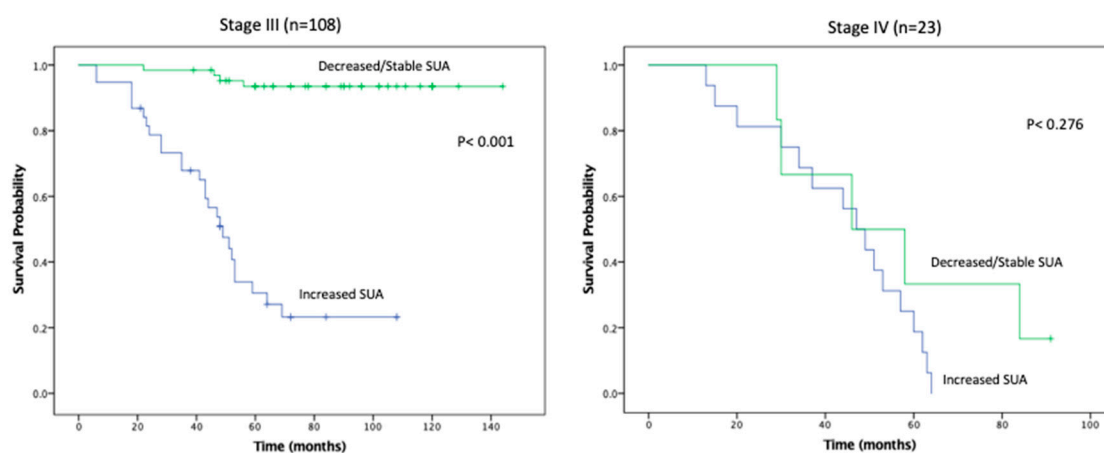 Stage III (n=108)
1.0
0.8
0.6
0.4
0.2
0.0
Survival Probability
Decreased/Stable SUA
P< 0.001
Increased SUA
0 20 40 60 80 100 120 140
Time (months)
Stage IV (n=23)
1.0
0.8
0.6
0.4
0.2
0.0
Survival Probability
P< 0.276
Decreased/Stable SUA
Increased SUA
0 20 40 60 80 100
Time (months)